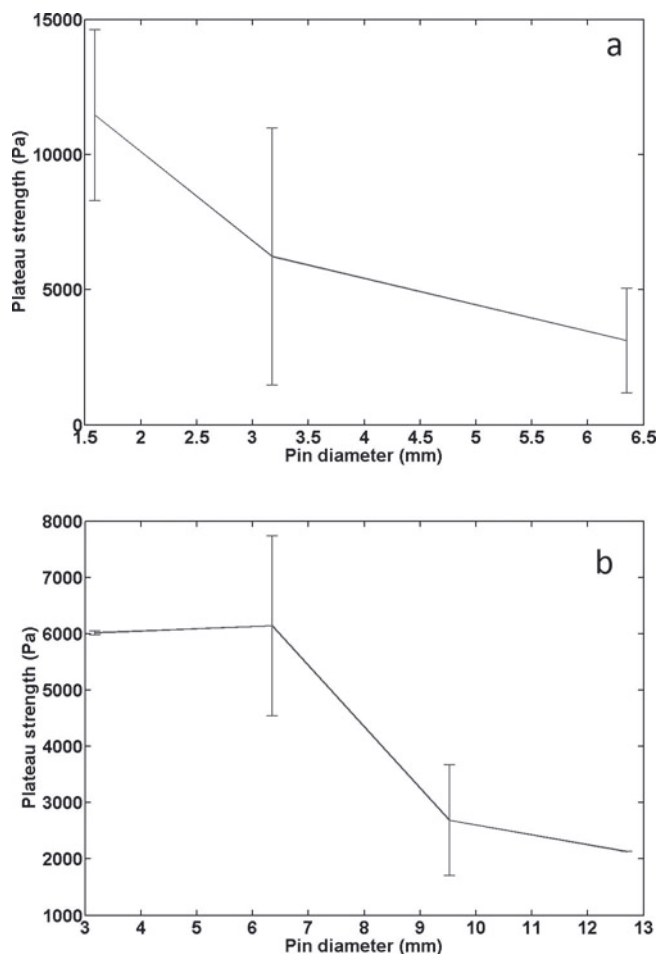 15000
a
10000
5000
0
Plateau strength (Pa)
1.5 2 2.5 3 3.5 4 4.5 5 5.5 6 6.5
Pin diameter (mm)
8000
b
7000
6000
5000
4000
3000
2000
1000
Plateau strength (Pa)
3 4 5 6 7 8 9 10 11 12 13
Pin diameter (mm)